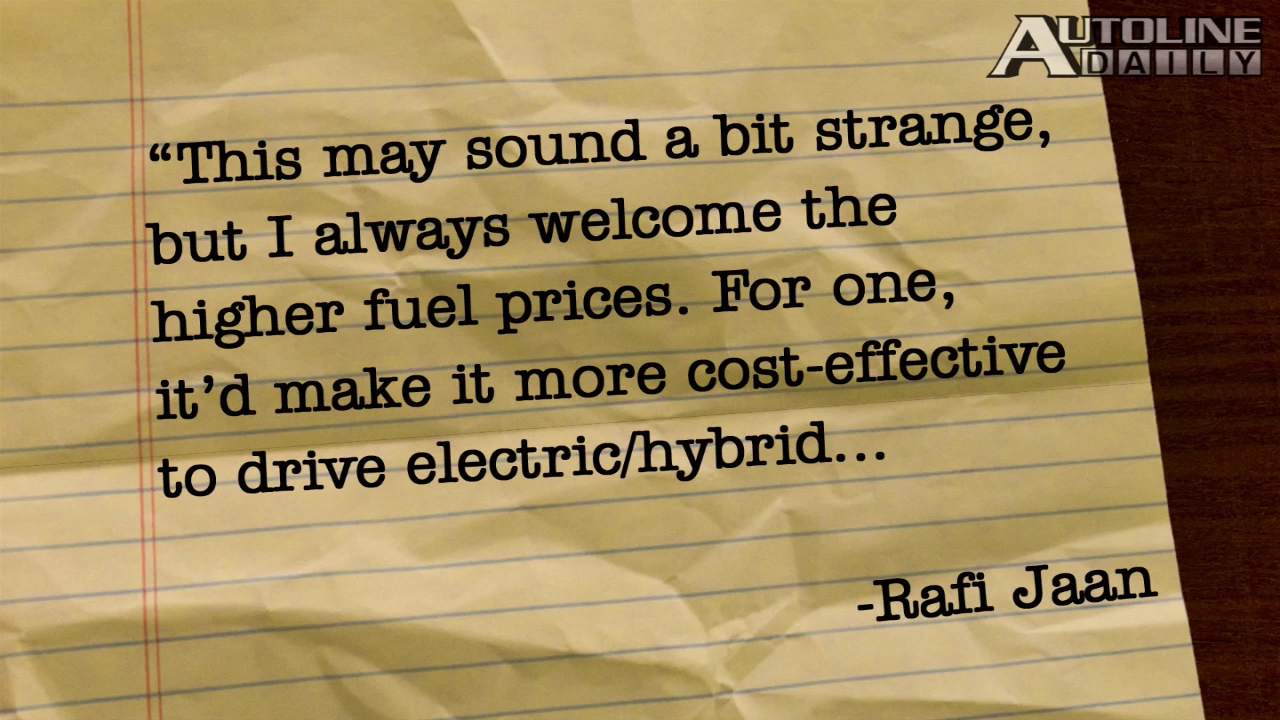 AUTOLINE
DAILY
“This may sound a bit strange,
but I always welcome the
higher fuel prices. For one,
it’d make it more cost-effective
to drive electric/hybrid...
-Rafi Jaan